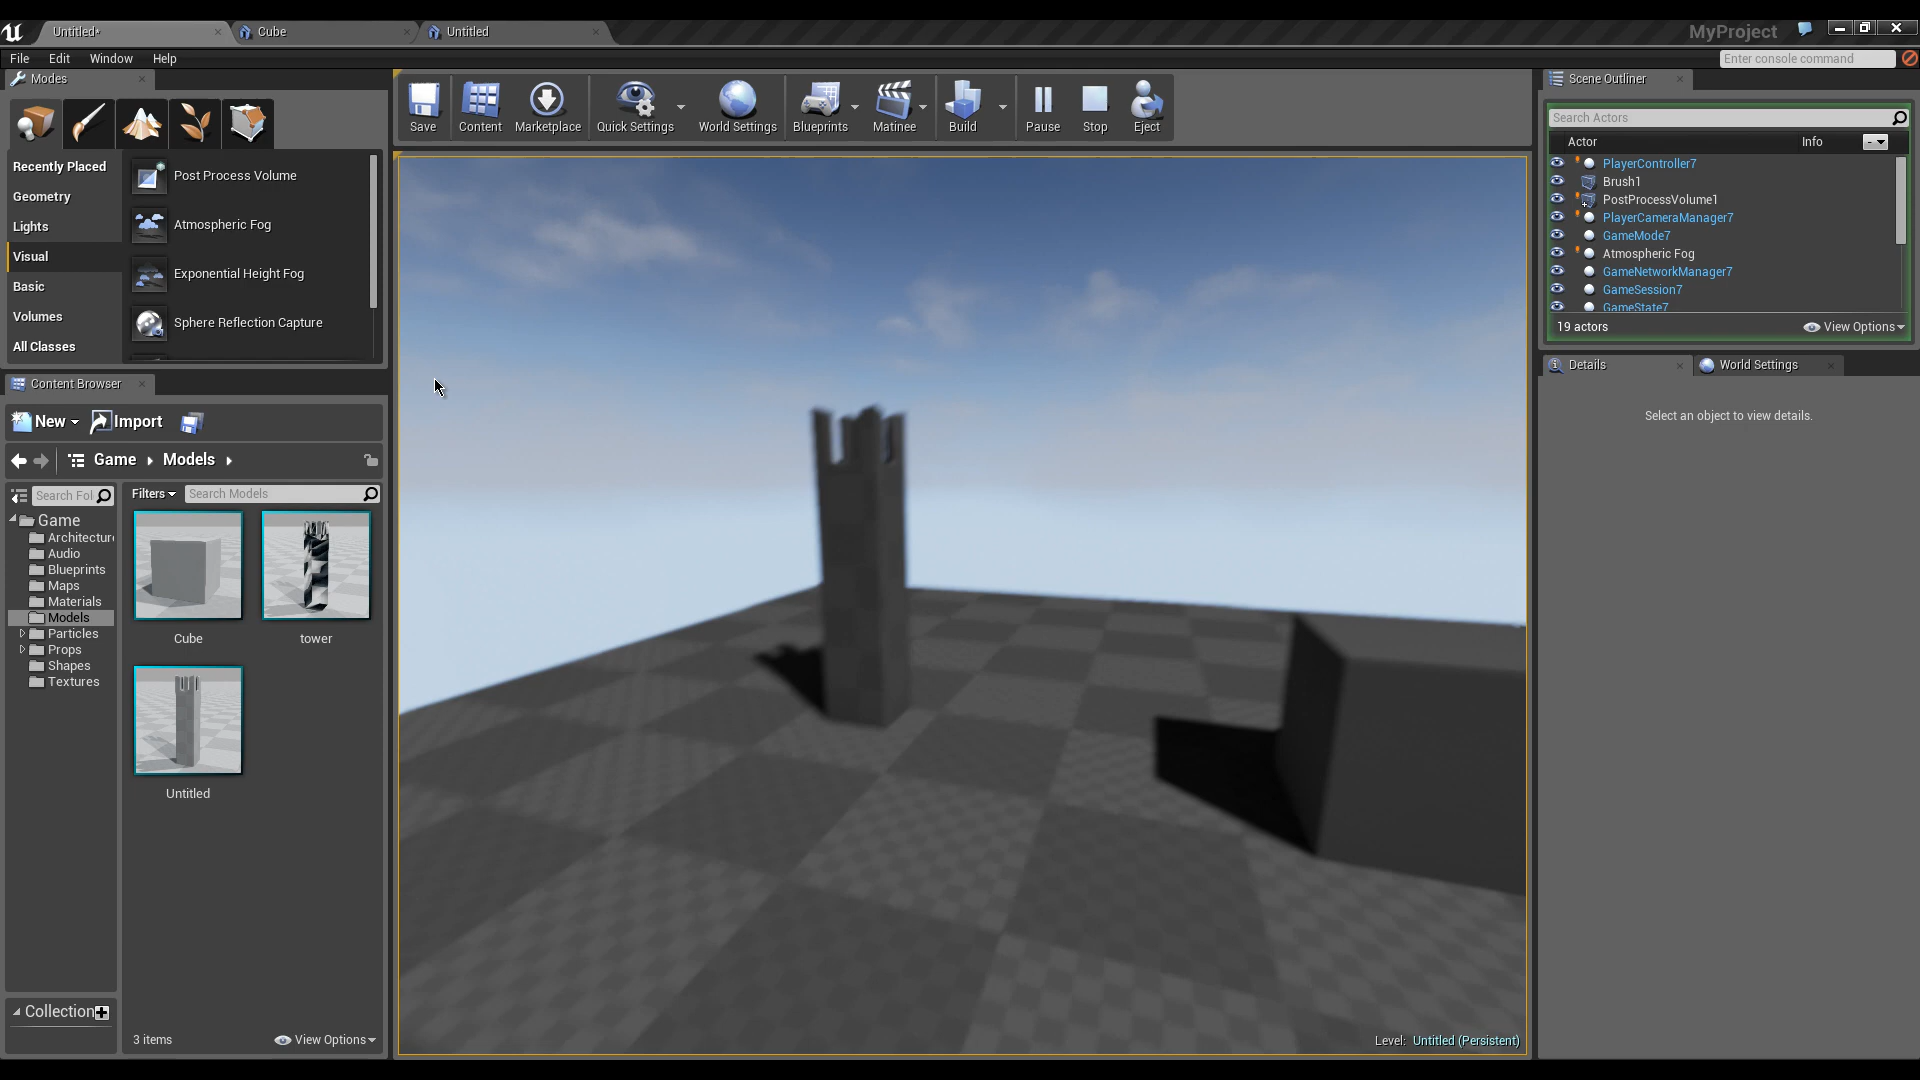 Untitled*
Cube
Untitled
MyProject
File
Edit
Window
Help
Enter console command
Modes
Recently Placed
Geometry
Lights
Visual
Basic
Volumes
All Classes
Post Process Volume
Atmospheric Fog
Exponential Height Fog
Sphere Reflection Capture
Content Browser
New
Import
Game
Models
Search Fol
Filters
Search Models
Game
Architectur
Audio
Blueprints
Maps
Materials
Models
Particles
Props
Shapes
Textures
Cube
tower
Untitled
Collection
3 items
View Options
Save
Content
Marketplace
Quick Settings
World Settings
Blueprints
Matinee
Build
Pause
Stop
Eject
Level: Untitled (Persistent)
Scene Outliner
Search Actors
Actor
Info
PlayerController7
Brush1
PostProcessVolume1
PlayerCameraManager7
GameMode7
Atmospheric Fog
GameNetworkManager7
GameSession7
GameState7
19 actors
View Options
Details
World Settings
Select an object to view details.